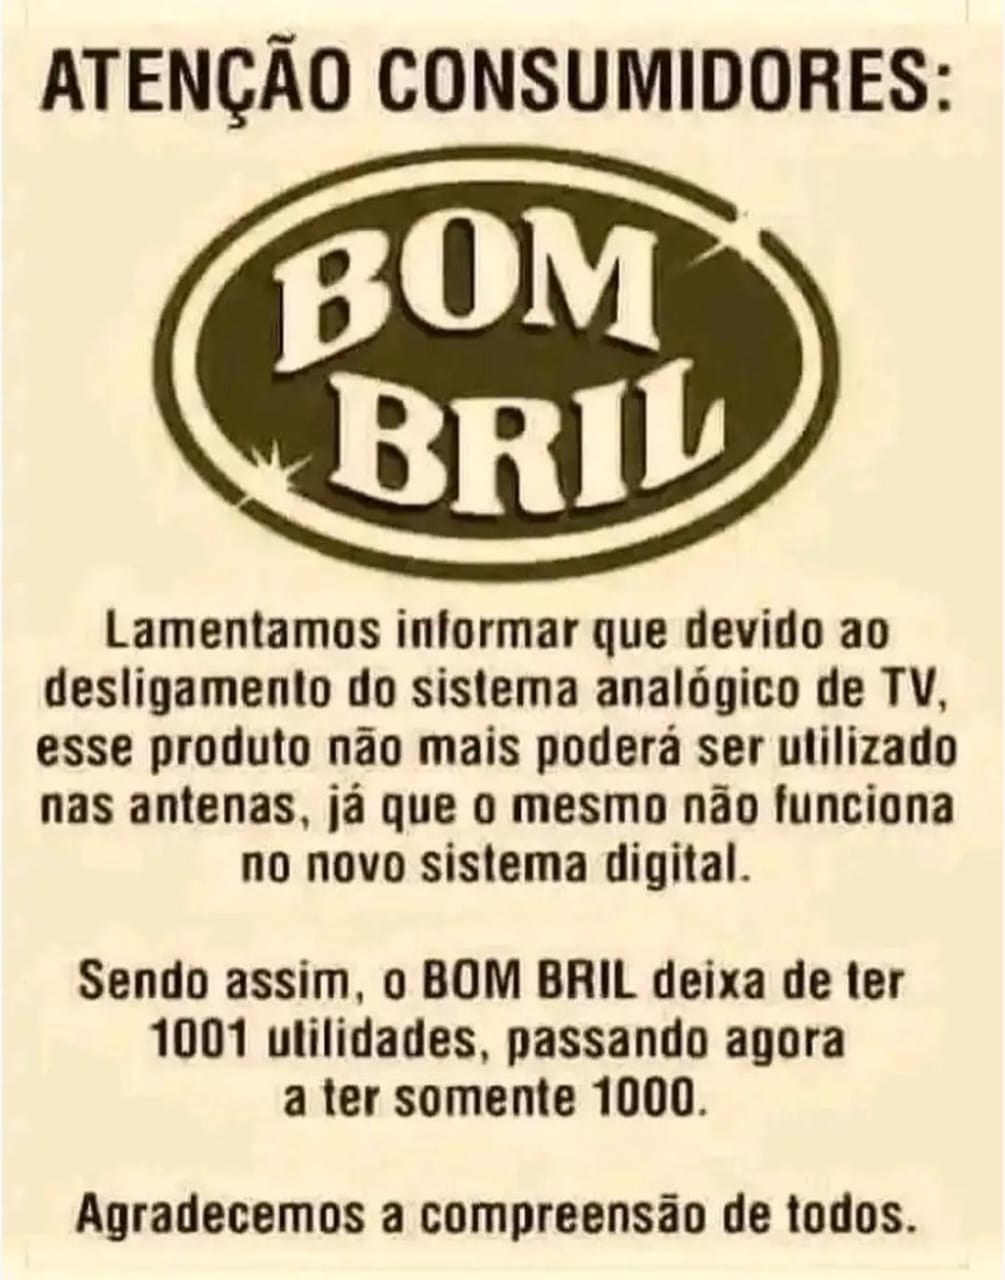 ATENÇÃO CONSUMIDORES:
BOM
BRIL
Lamentamos informar que devido ao
desligamento do sistema analógico de TV,
esse produto não mais poderá ser utilizado
nas antenas, já que o mesmo não funciona
no novo sistema digital.
Sendo assim, o BOM BRIL deixa de ter
1001 utilidades, passando agora
a ter somente 1000.
Agradecemos a compreensão de todos.